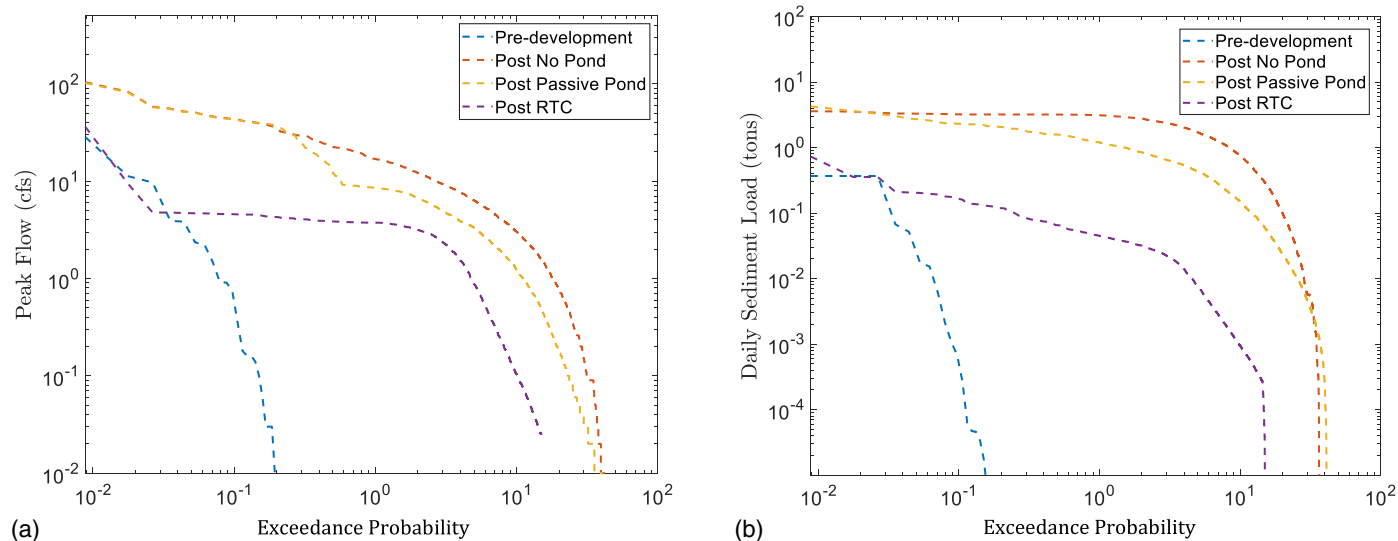 Pre-development
Post No Pond
Post Passive Pond
Post RTC
Peak Flow (cfs)
10^2
10^1
10^0
10^-1
10^-2
10^-2
10^-1
10^0
10^1
10^2
Exceedance Probability
(a)
Pre-development
Post No Pond
Post Passive Pond
Post RTC
Daily Sediment Load (tons)
10^2
10^1
10^0
10^-1
10^-2
10^-3
10^-4
10^-2
10^-1
10^0
10^1
10^2
Exceedance Probability
(b)